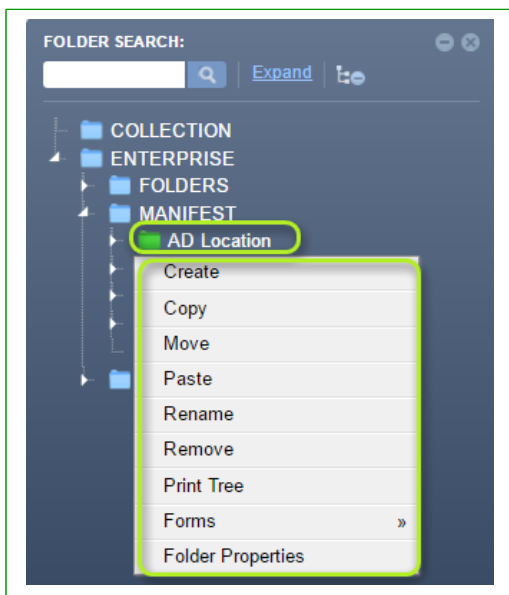 FOLDER SEARCH:
Expand
COLLECTION
ENTERPRISE
FOLDERS
MANIFEST
AD Location
Create
Copy
Move
Paste
Rename
Remove
Print Tree
Forms »
Folder Properties